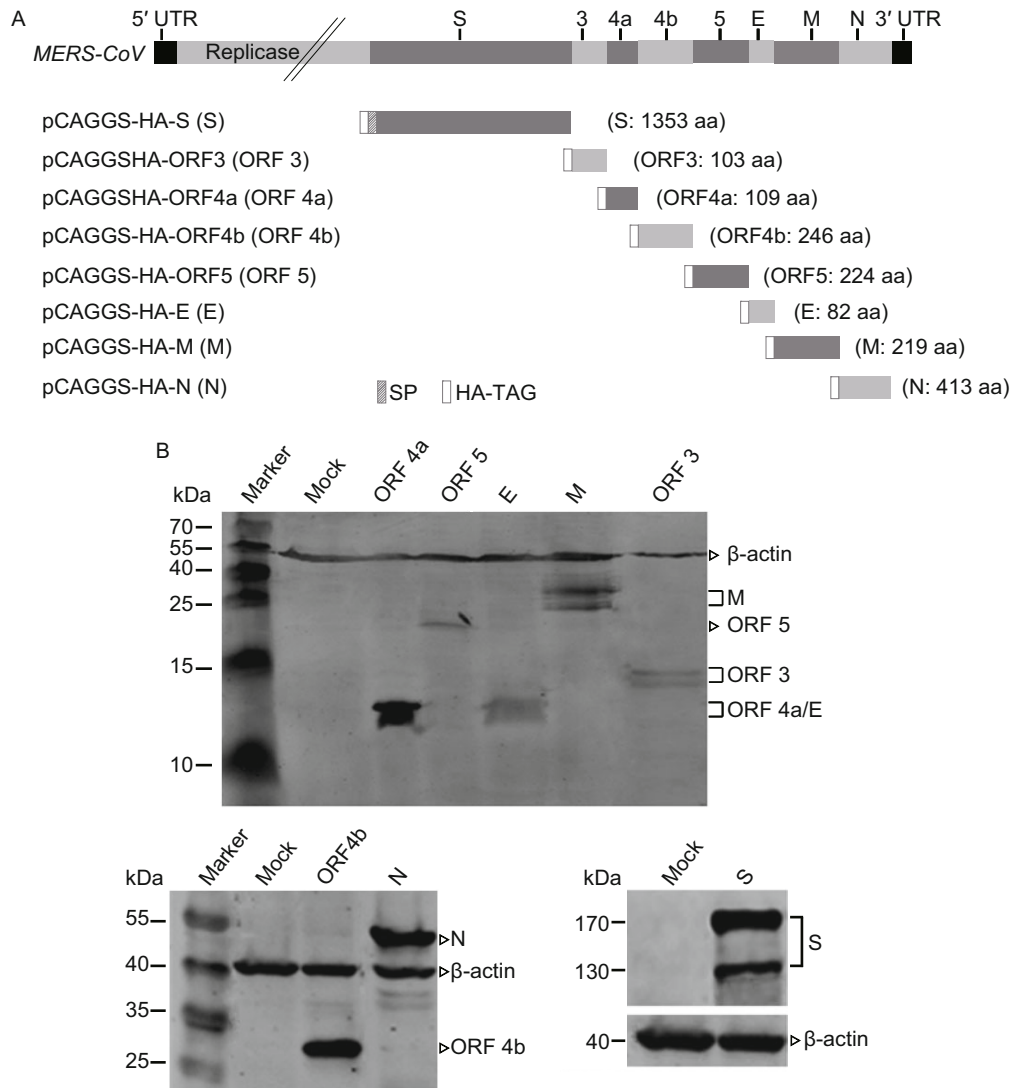 A
5′ UTR S 3 4a 4b 5 E M N 3′ UTR
MERS-CoV Replicase
pCAGGS-HA-S (S) (S: 1353 aa)
pCAGGSHA-ORF3 (ORF 3) (ORF3: 103 aa)
pCAGGSHA-ORF4a (ORF 4a) (ORF4a: 109 aa)
pCAGGS-HA-ORF4b (ORF 4b) (ORF4b: 246 aa)
pCAGGS-HA-ORF5 (ORF 5) (ORF5: 224 aa)
pCAGGS-HA-E (E) (E: 82 aa)
pCAGGS-HA-M (M) (M: 219 aa)
pCAGGS-HA-N (N) (N: 413 aa)
SP HA-TAG
B
kDa Marker Mock ORF 4a ORF 5 E M ORF 3
70
55 β-actin
40
25 M
ORF 5
15 ORF 3
ORF 4a/E
10
kDa Marker Mock ORF4b N
55
N
40 β-actin
35
25 ORF 4b
kDa Mock S
170
S
130
40 β-actin